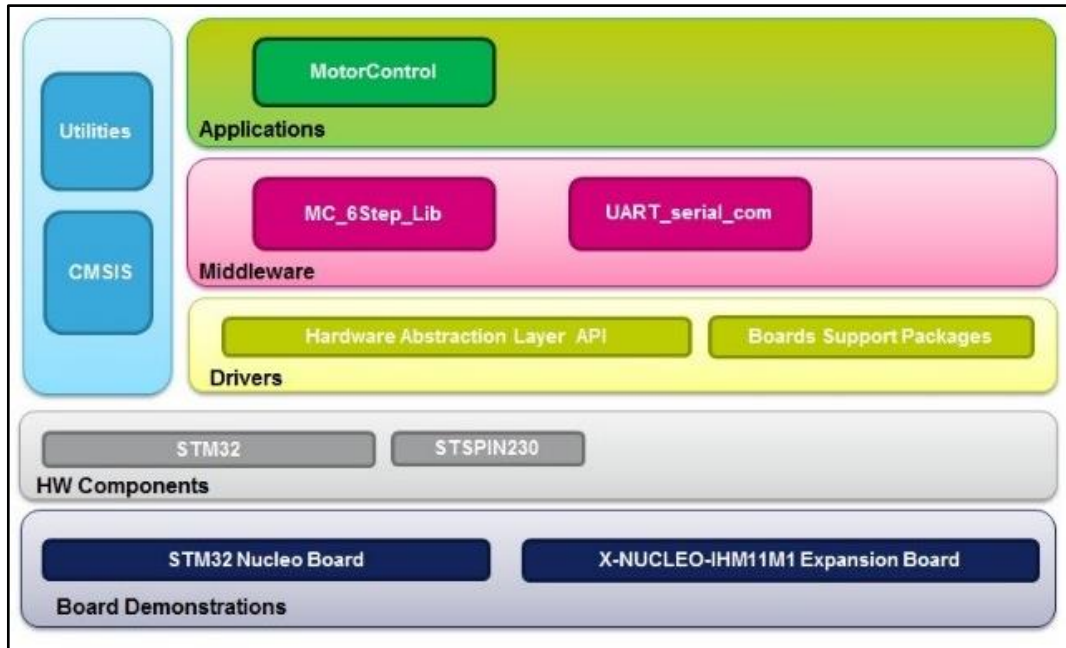 Utilities
CMSIS
MotorControl
Applications
MC_6Step_Lib
UART_serial_com
Middleware
Hardware Abstraction Layer API
Boards Support Packages
Drivers
STM32
STSPIN230
HW Components
STM32 Nucleo Board
X-NUCLEO-IHM11M1 Expansion Board
Board Demonstrations